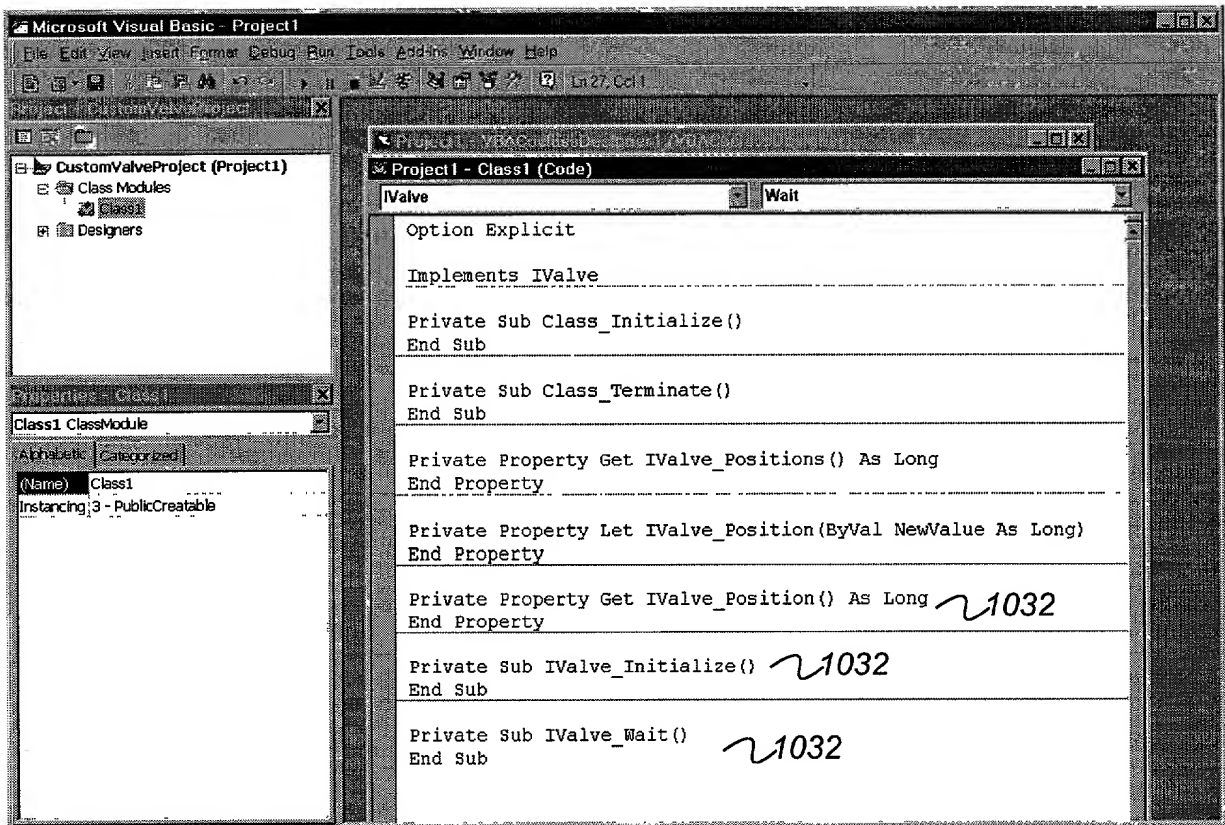 Microsoft Visual Basic - Project1
File Edit View Insert Format Debug Run Tools Add-Ins Window Help
Ln 27, Col 1
CustomValveProject (Project1)
Class Modules
Class1
Designers
Properties - Class1
Class1 ClassModule
Alphabetic Categorized
(Name) Class1
Instancing 3 - PublicCreatable
Project1 - Class1 (Code)
IValve Wait
Option Explicit
Implements IValve
Private Sub Class_Initialize()
End Sub
Private Sub Class_Terminate()
End Sub
Private Property Get IValve_Positions() As Long
End Property
Private Property Let IValve_Position(ByVal NewValue As Long)
End Property
Private Property Get IValve_Position() As Long 1032
End Property
Private Sub IValve_Initialize() 1032
End Sub
Private Sub IValve_Wait() 1032
End Sub